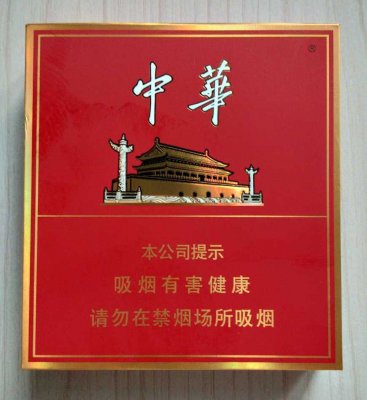 中華
®
本公司提示
吸烟有害健康
请勿在禁烟场所吸烟